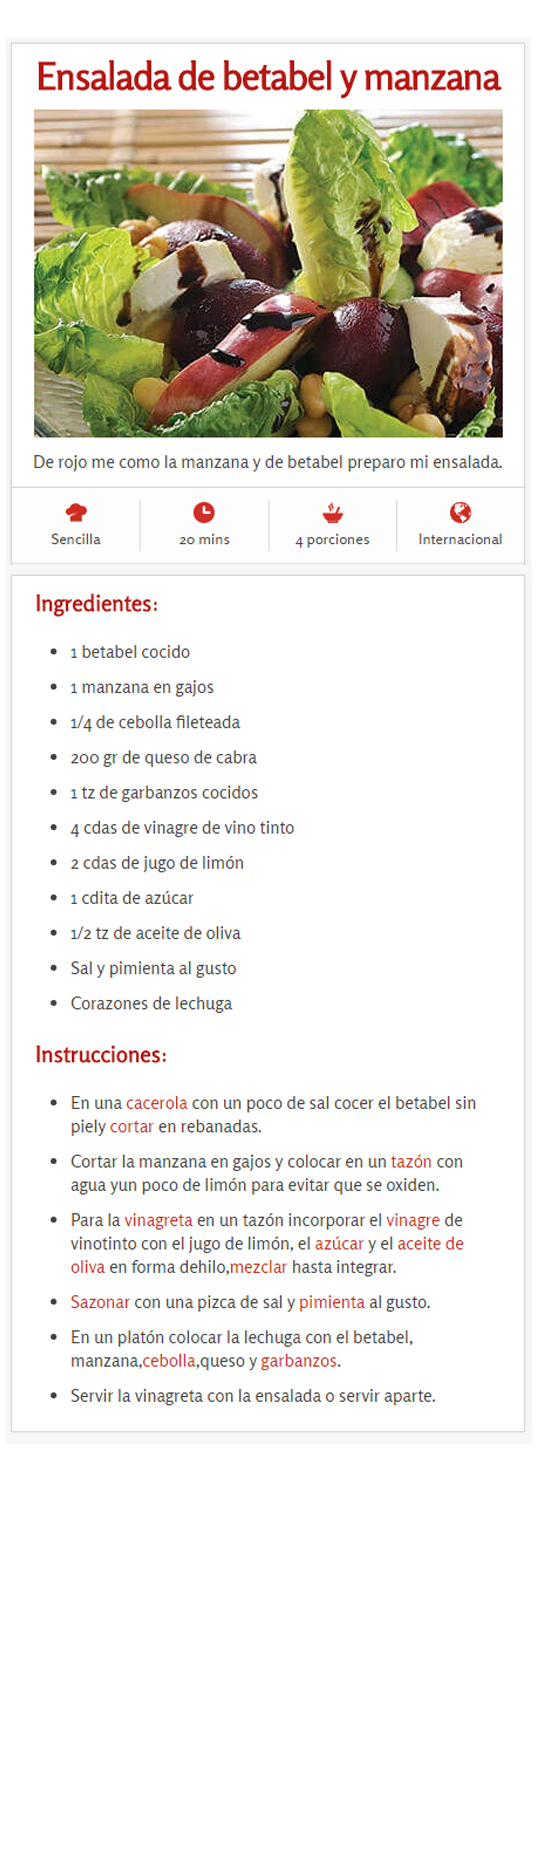 Ensalada de betabel y manzana
De rojo me como la manzana y de betabel preparo mi ensalada.
Sencilla
20 mins
4 porciones
Internacional
Ingredientes:
• 1 betabel cocido
• 1 manzana en gajos
• 1/4 de cebolla fileteada
• 200 gr de queso de cabra
• 1 tz de garbanzos cocidos
• 4 cdas de vinagre de vino tinto
• 2 cdas de jugo de limón
• 1 cdita de azúcar
• 1/2 tz de aceite de oliva
• Sal y pimienta al gusto
• Corazones de lechuga
Instrucciones:
• En una cacerola con un poco de sal cocer el betabel sin
piely cortar en rebanadas.
• Cortar la manzana en gajos y colocar en un tazón con
agua yun poco de limón para evitar que se oxiden.
• Para la vinagreta en un tazón incorporar el vinagre de
vinotinto con el jugo de limón, el azúcar y el aceite de
oliva en forma dehilo,mezclar hasta integrar.
• Sazonar con una pizca de sal y pimienta al gusto.
• En un platón colocar la lechuga con el betabel,
manzana,cebolla,queso y garbanzos.
• Servir la vinagreta con la ensalada o servir aparte.